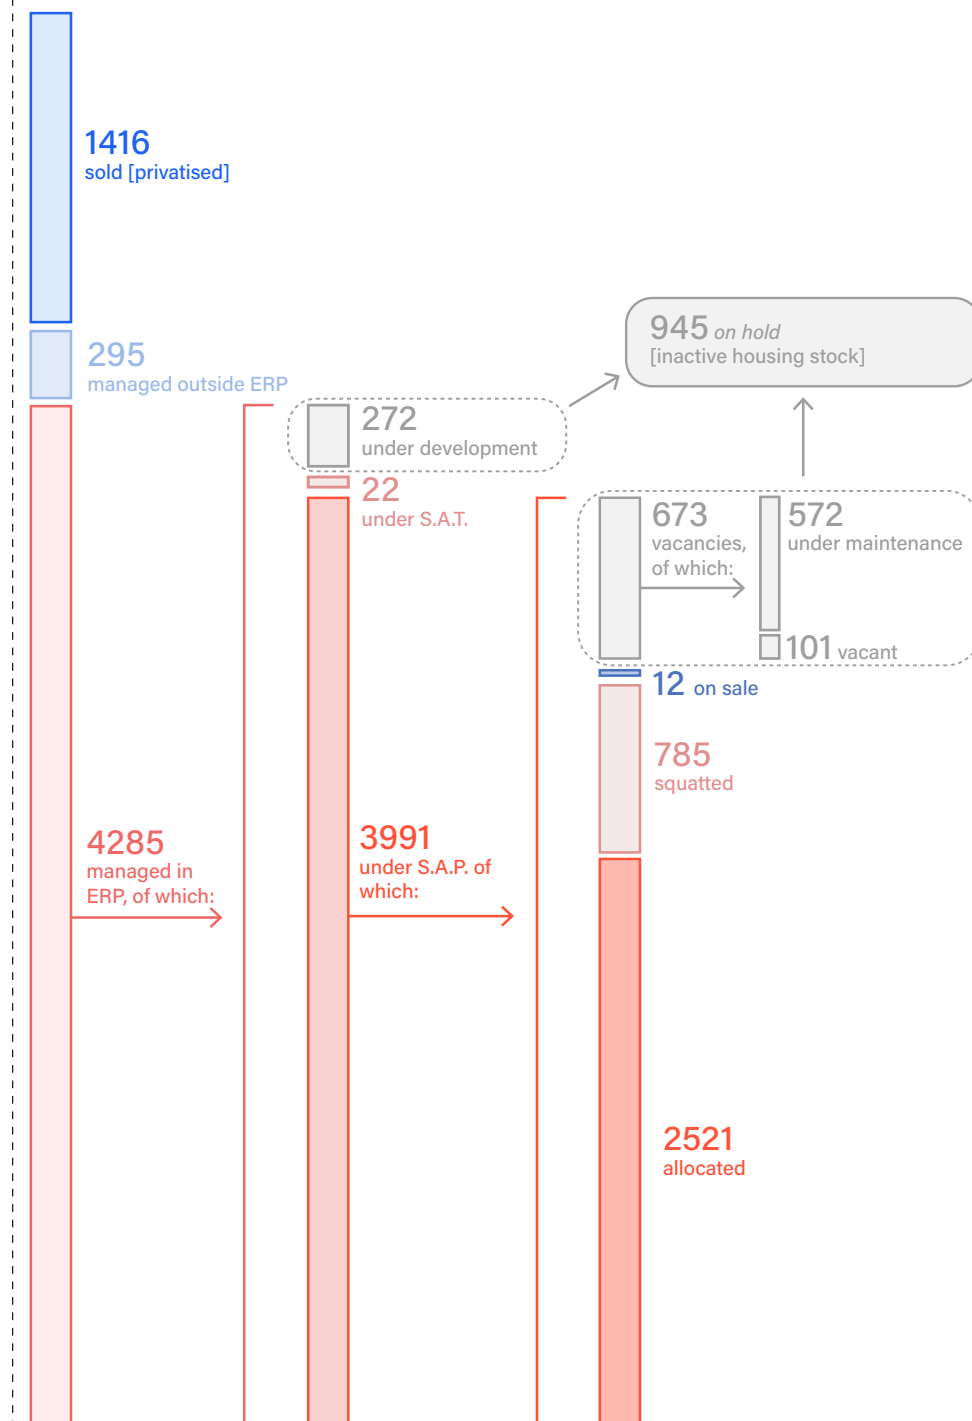 1416
sold [privatised]
295
managed outside ERP
945 on hold
[inactive housing stock]
272
under development
22
under S.A.T.
673
vacancies,
of which:
572
under maintenance
101 vacant
12 on sale
785
squatted
4285
managed in
ERP, of which:
3991
under S.A.P. of
which:
2521
allocated